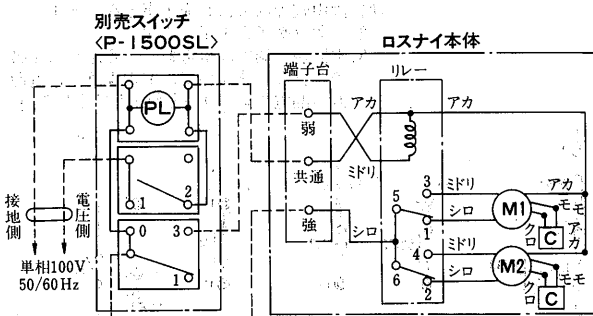 別売スイッチ
〈P-1500SL〉
ロスナイ本体
端子台
リレー
PL
弱
アカ
アカ
共通
ミドリ
1
2
3
ミドリ
アカ
5
シロ
M1
モモ
1
クロ
C
接地側
電圧側
0
3
強
シロ
4
ミドリ
アカ
6
シロ
M2
モモ
2
クロ
C
単相100V
50/60Hz
1